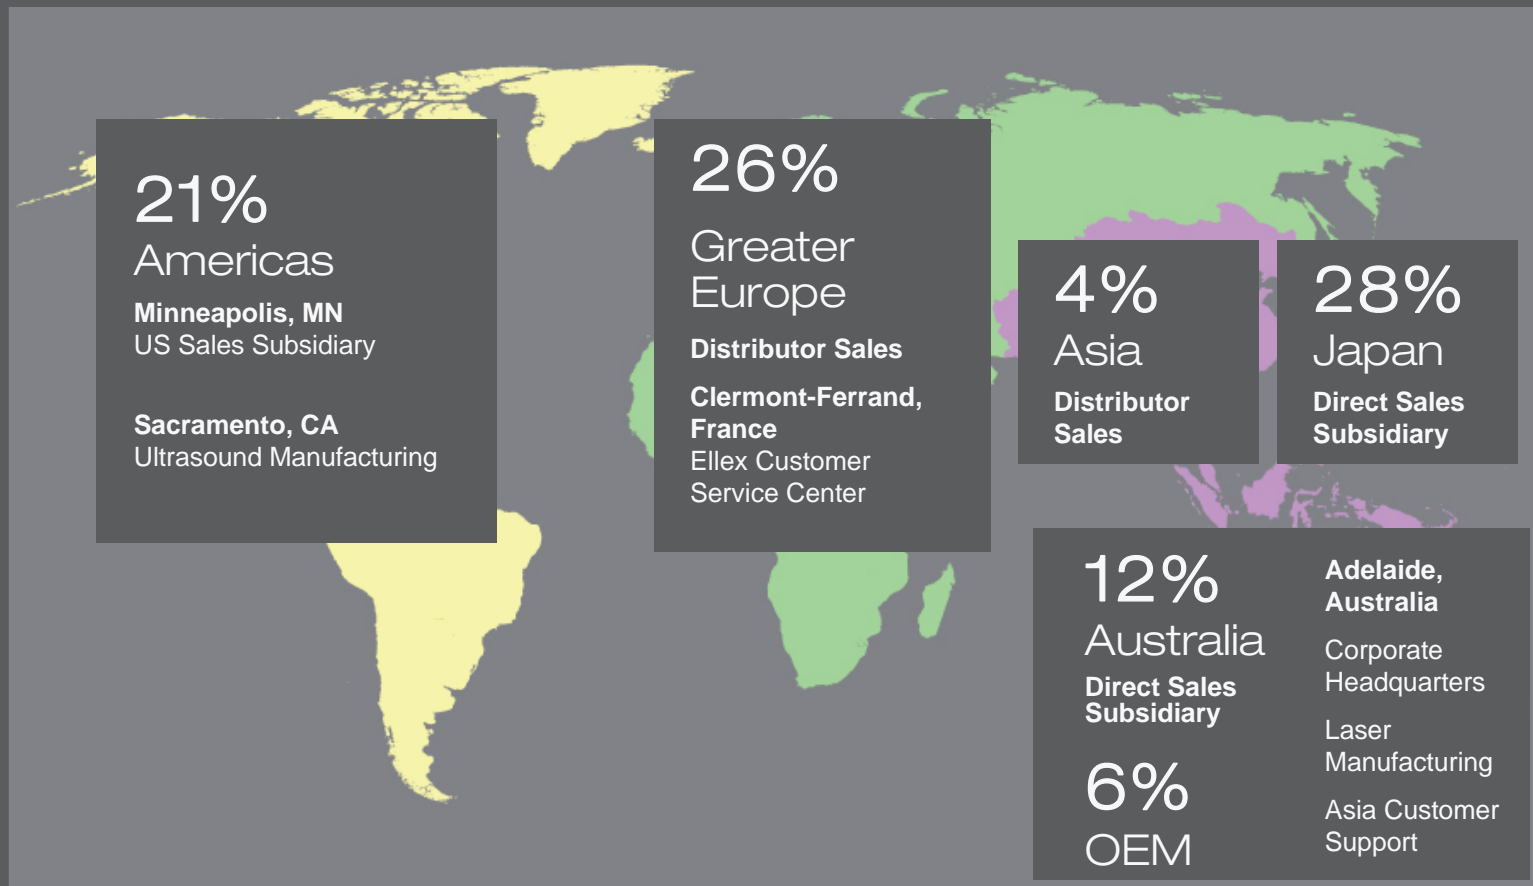 21%
Americas
Minneapolis, MN
US Sales Subsidiary
Sacramento, CA
Ultrasound Manufacturing
26%
Greater
Europe
Distributor Sales
Clermont-Ferrand,
France
Ellex Customer
Service Center
4%
Asia
Distributor
Sales
28%
Japan
Direct Sales
Subsidiary
12%
Australia
Direct Sales
Subsidiary
6%
OEM
Adelaide,
Australia
Corporate
Headquarters
Laser
Manufacturing
Asia Customer
Support